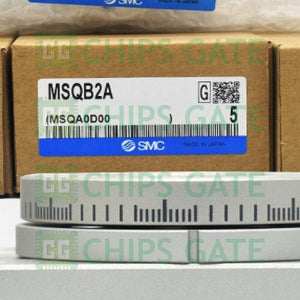 CHIPS GATE
MSQB2A
G
(MSQA0D00 )
5
SMC
MADE IN JAPAN
CHIPS GATE
CHIPS GATE